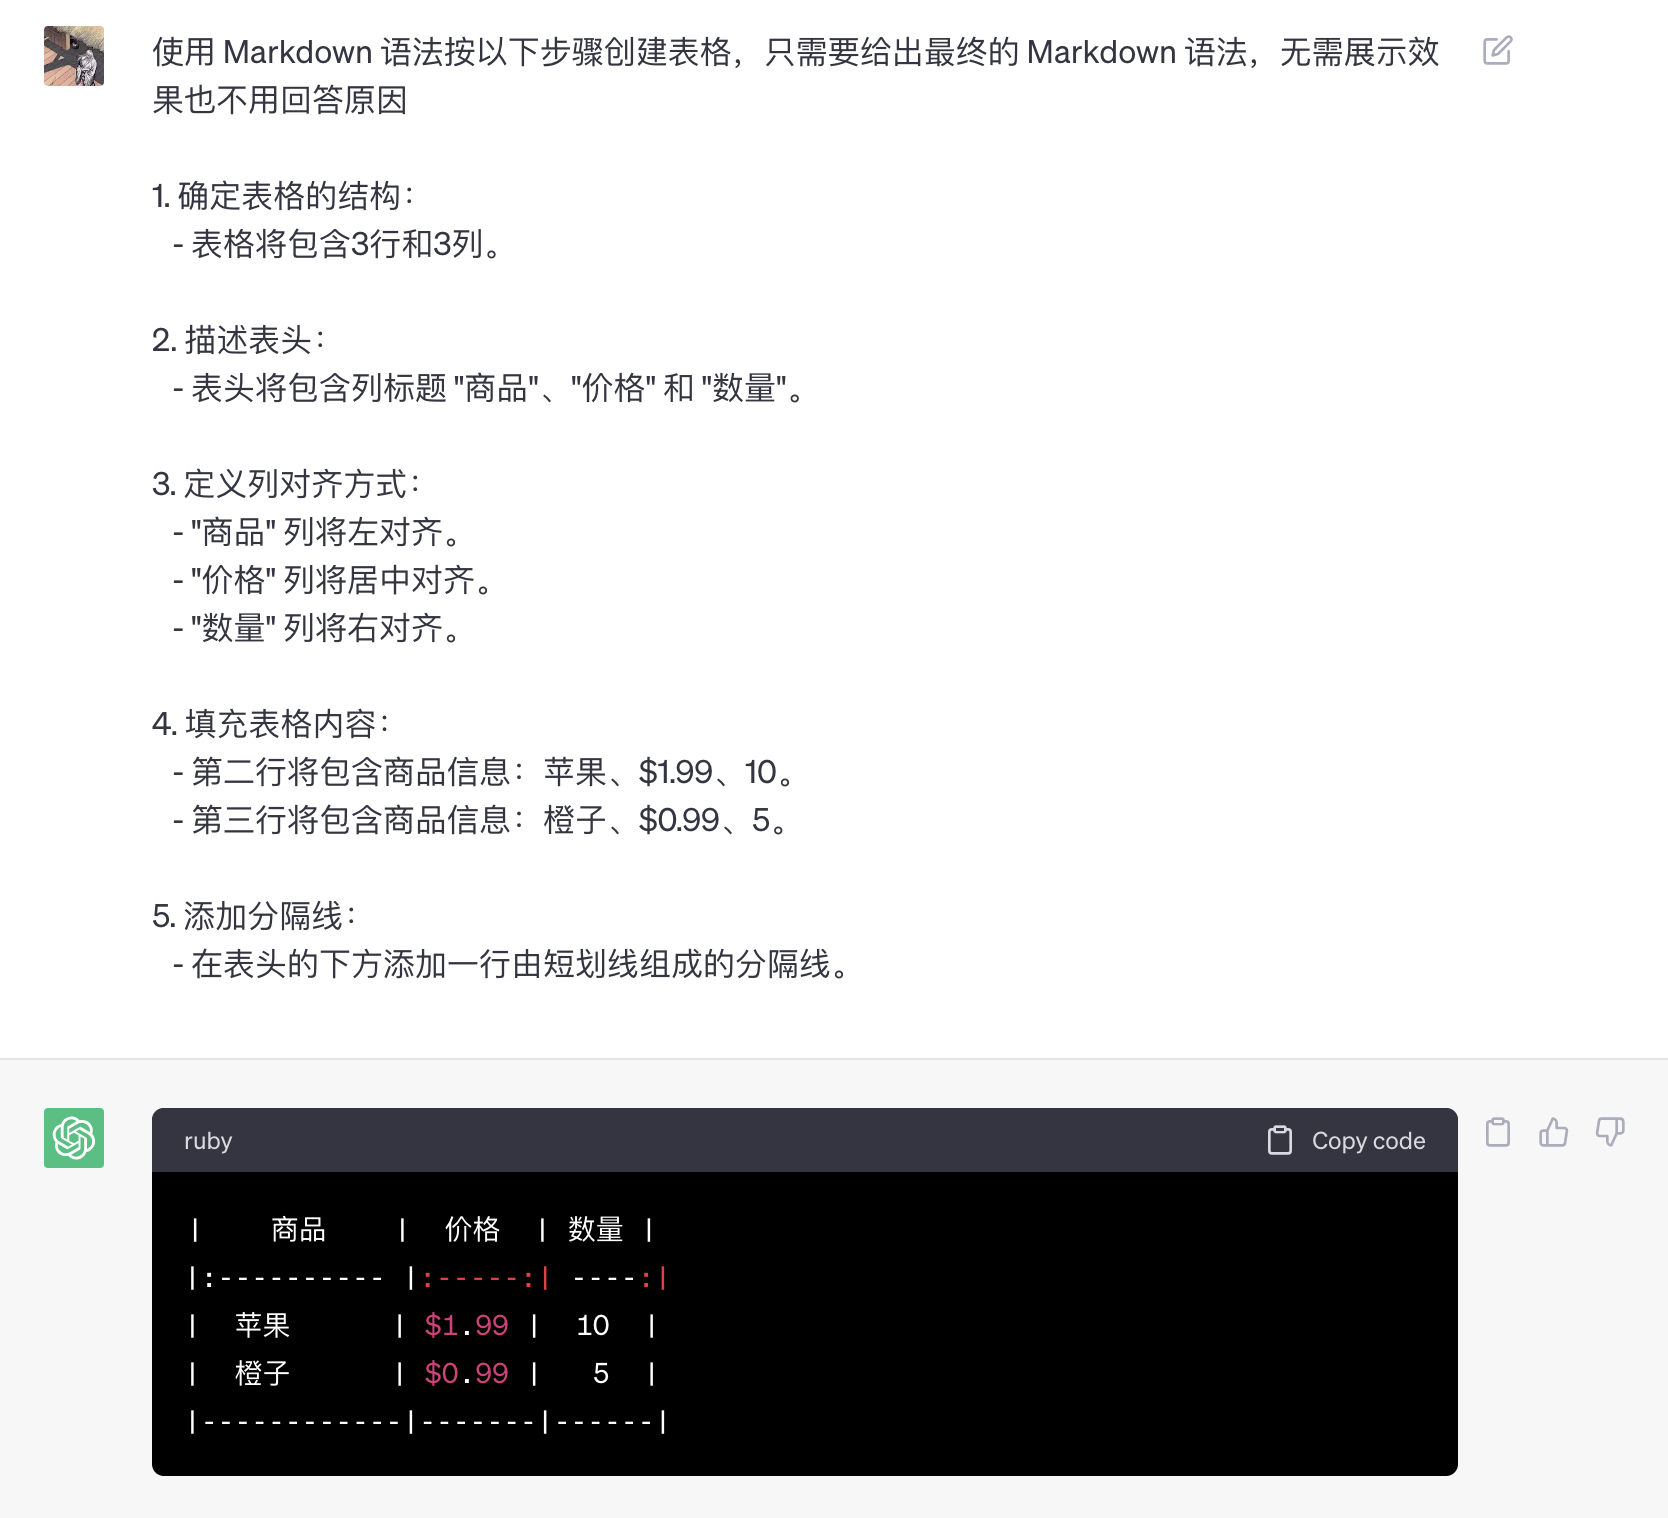 使用 Markdown 语法按以下步骤创建表格，只需要给出最终的 Markdown 语法，无需展示效
果也不用回答原因
1. 确定表格的结构：
- 表格将包含3行和3列。
2. 描述表头：
- 表头将包含列标题 "商品"、"价格" 和 "数量"。
3. 定义列对齐方式：
- "商品" 列将左对齐。
- "价格" 列将居中对齐。
- "数量" 列将右对齐。
4. 填充表格内容：
- 第二行将包含商品信息：苹果、$1.99、10。
- 第三行将包含商品信息：橙子、$0.99、5。
5. 添加分隔线：
- 在表头的下方添加一行由短划线组成的分隔线。
ruby Copy code
|    商品    |  价格  | 数量 |
|:---------- |:-----:| ----:|
|  苹果      | $1.99 |  10  |
|  橙子      | $0.99 |   5  |
|------------|-------|------|